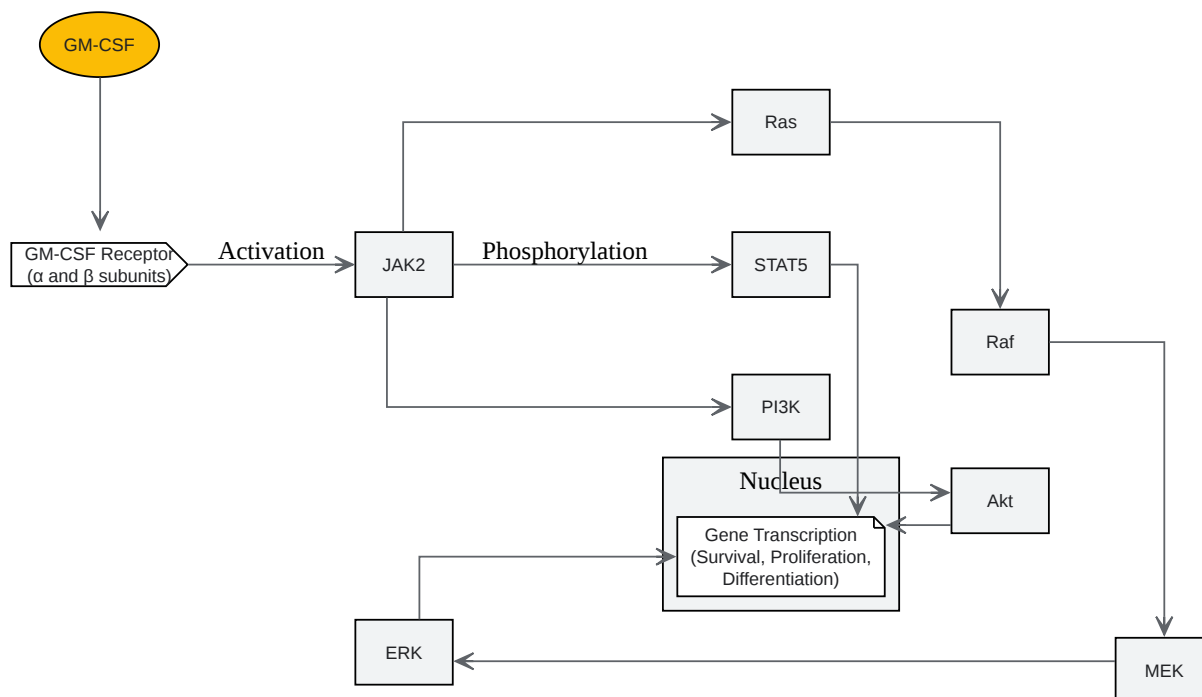 GM-CSF
Ras
GM-CSF Receptor
(α and β subunits)
Activation
JAK2
Phosphorylation
STAT5
Raf
PI3K
Nucleus
Akt
Gene Transcription
(Survival, Proliferation,
Differentiation)
ERK
MEK